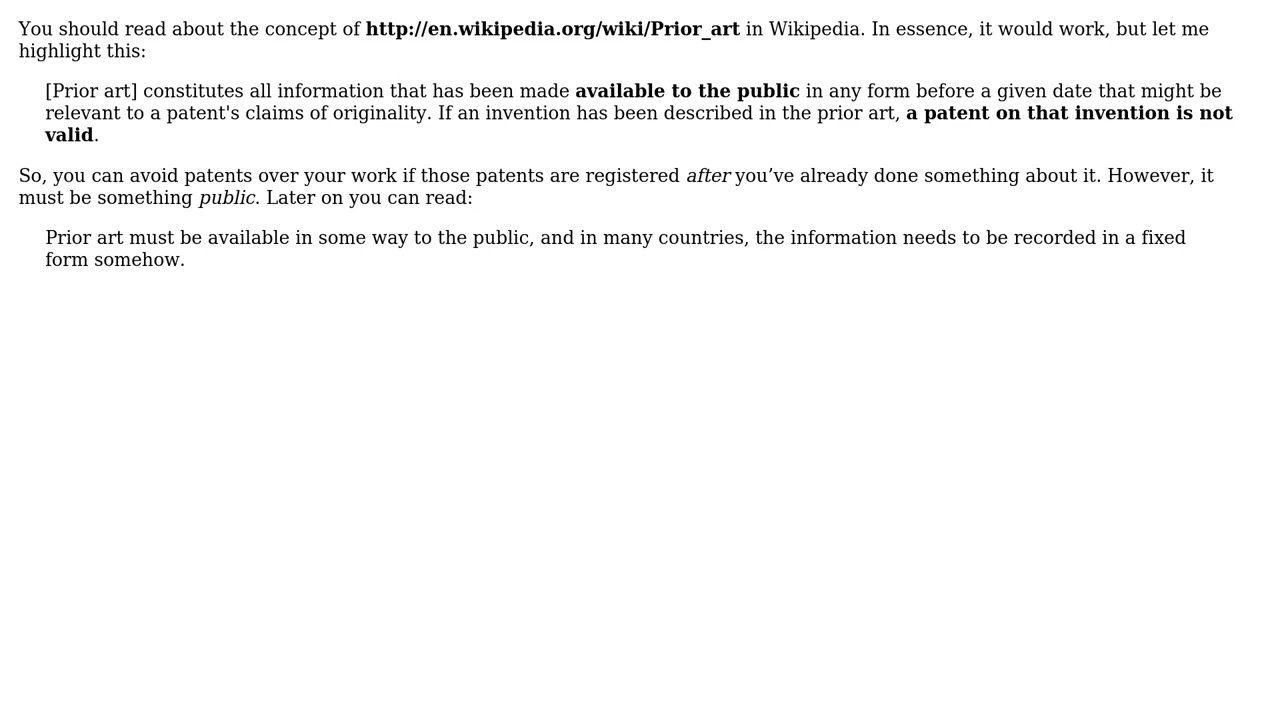 You should read about the concept of http://en.wikipedia.org/wiki/Prior_art in Wikipedia. In essence, it would work, but let me
highlight this:
[Prior art] constitutes all information that has been made available to the public in any form before a given date that might be
relevant to a patent's claims of originality. If an invention has been described in the prior art, a patent on that invention is not
valid.
So, you can avoid patents over your work if those patents are registered after you’ve already done something about it. However, it
must be something public. Later on you can read:
Prior art must be available in some way to the public, and in many countries, the information needs to be recorded in a fixed
form somehow.